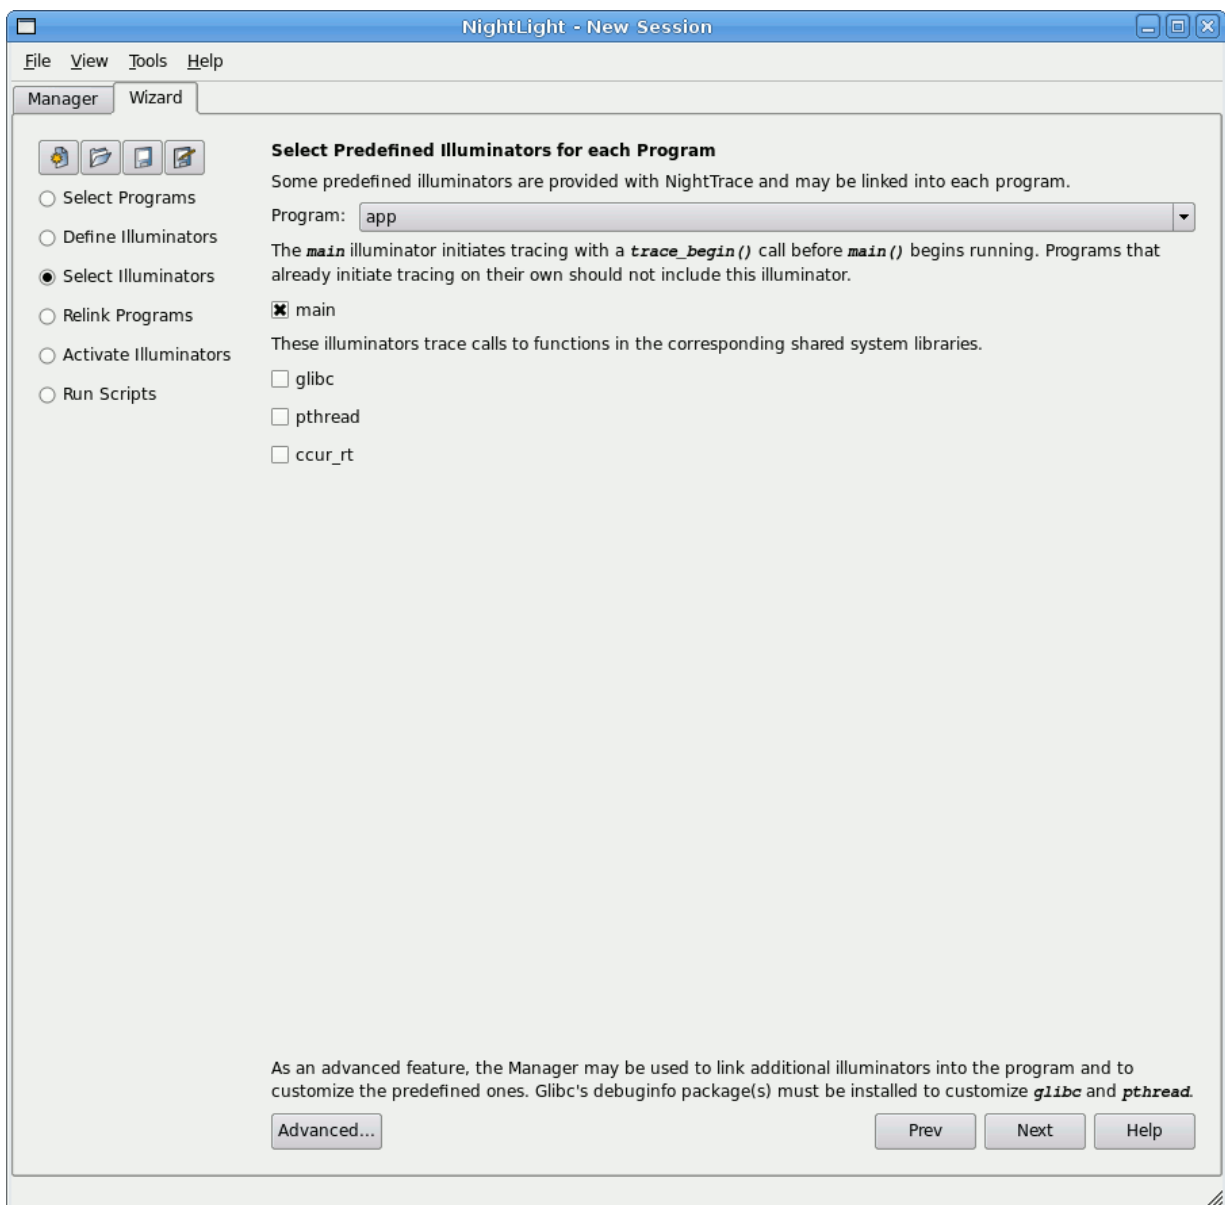 NightLight - New Session
File View Tools Help
Manager Wizard
Select Programs
Define Illuminators
Select Illuminators
Relink Programs
Activate Illuminators
Run Scripts
Select Predefined Illuminators for each Program
Some predefined illuminators are provided with NightTrace and may be linked into each program.
Program: app
The main illuminator initiates tracing with a trace_begin() call before main() begins running. Programs that
already initiate tracing on their own should not include this illuminator.
main
These illuminators trace calls to functions in the corresponding shared system libraries.
glibc
pthread
ccur_rt
As an advanced feature, the Manager may be used to link additional illuminators into the program and to
customize the predefined ones. Glibc's debuginfo package(s) must be installed to customize glibc and pthread.
Advanced... Prev Next Help